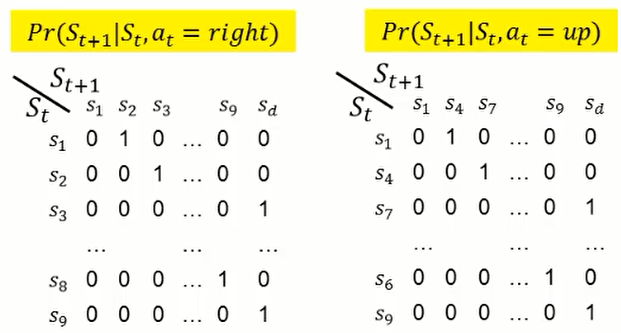 Pr(S_{t+1}|S_t, a_t = right)
S_{t+1}
S_t s_1 s_2 s_3 s_9 s_d
s_1 0 1 0 ... 0 0
s_2 0 0 1 ... 0 0
s_3 0 0 0 ... 0 1
... ... ...
s_8 0 0 0 ... 1 0
s_9 0 0 0 ... 0 1
Pr(S_{t+1}|S_t, a_t = up)
S_{t+1}
S_t s_1 s_4 s_7 s_9 s_d
s_1 0 1 0 ... 0 0
s_4 0 0 1 ... 0 0
s_7 0 0 0 ... 0 1
... ... ...
s_6 0 0 0 ... 1 0
s_9 0 0 0 ... 0 1